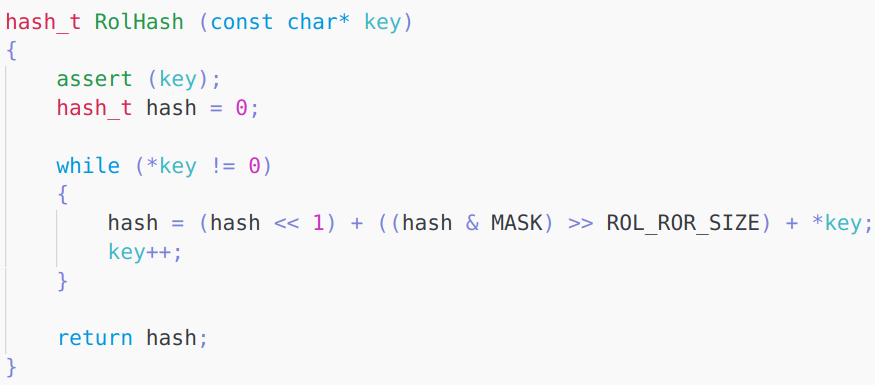 hash_t RolHash (const char* key)
{
    assert (key);
    hash_t hash = 0;

    while (*key != 0)
    {
        hash = (hash << 1) + ((hash & MASK) >> ROL_ROR_SIZE) + *key;
        key++;
    }

    return hash;
}